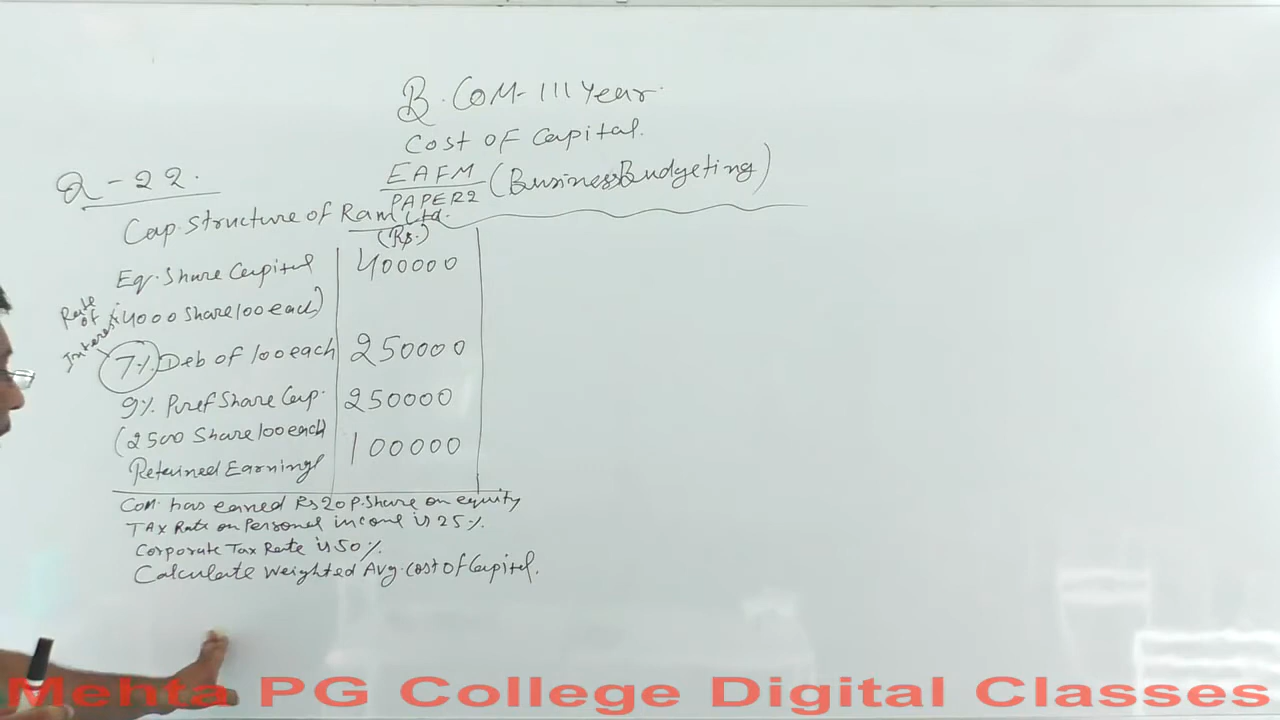 B.COM-III Year.
Cost of Capital.
EAFM (Business Budgeting)
PAPER 2
Q-22.
Cap. Structure of Ram Ltd.
(Rs.)
Eq. Share Capital 400000
(4000 Share 100 each)
Rate of Interest
7% Deb of 100 each 250000
9% Pref Share Cap. 250000
(2500 Share 100 each)
Retained Earnings 100000
Com. has earned Rs 20 P. Share on equity
TAX Rate on Personal income is 25%.
Corporate Tax Rate is 50%.
Calculate Weighted Avg. cost of Capital.
Mehta PG College Digital Classes